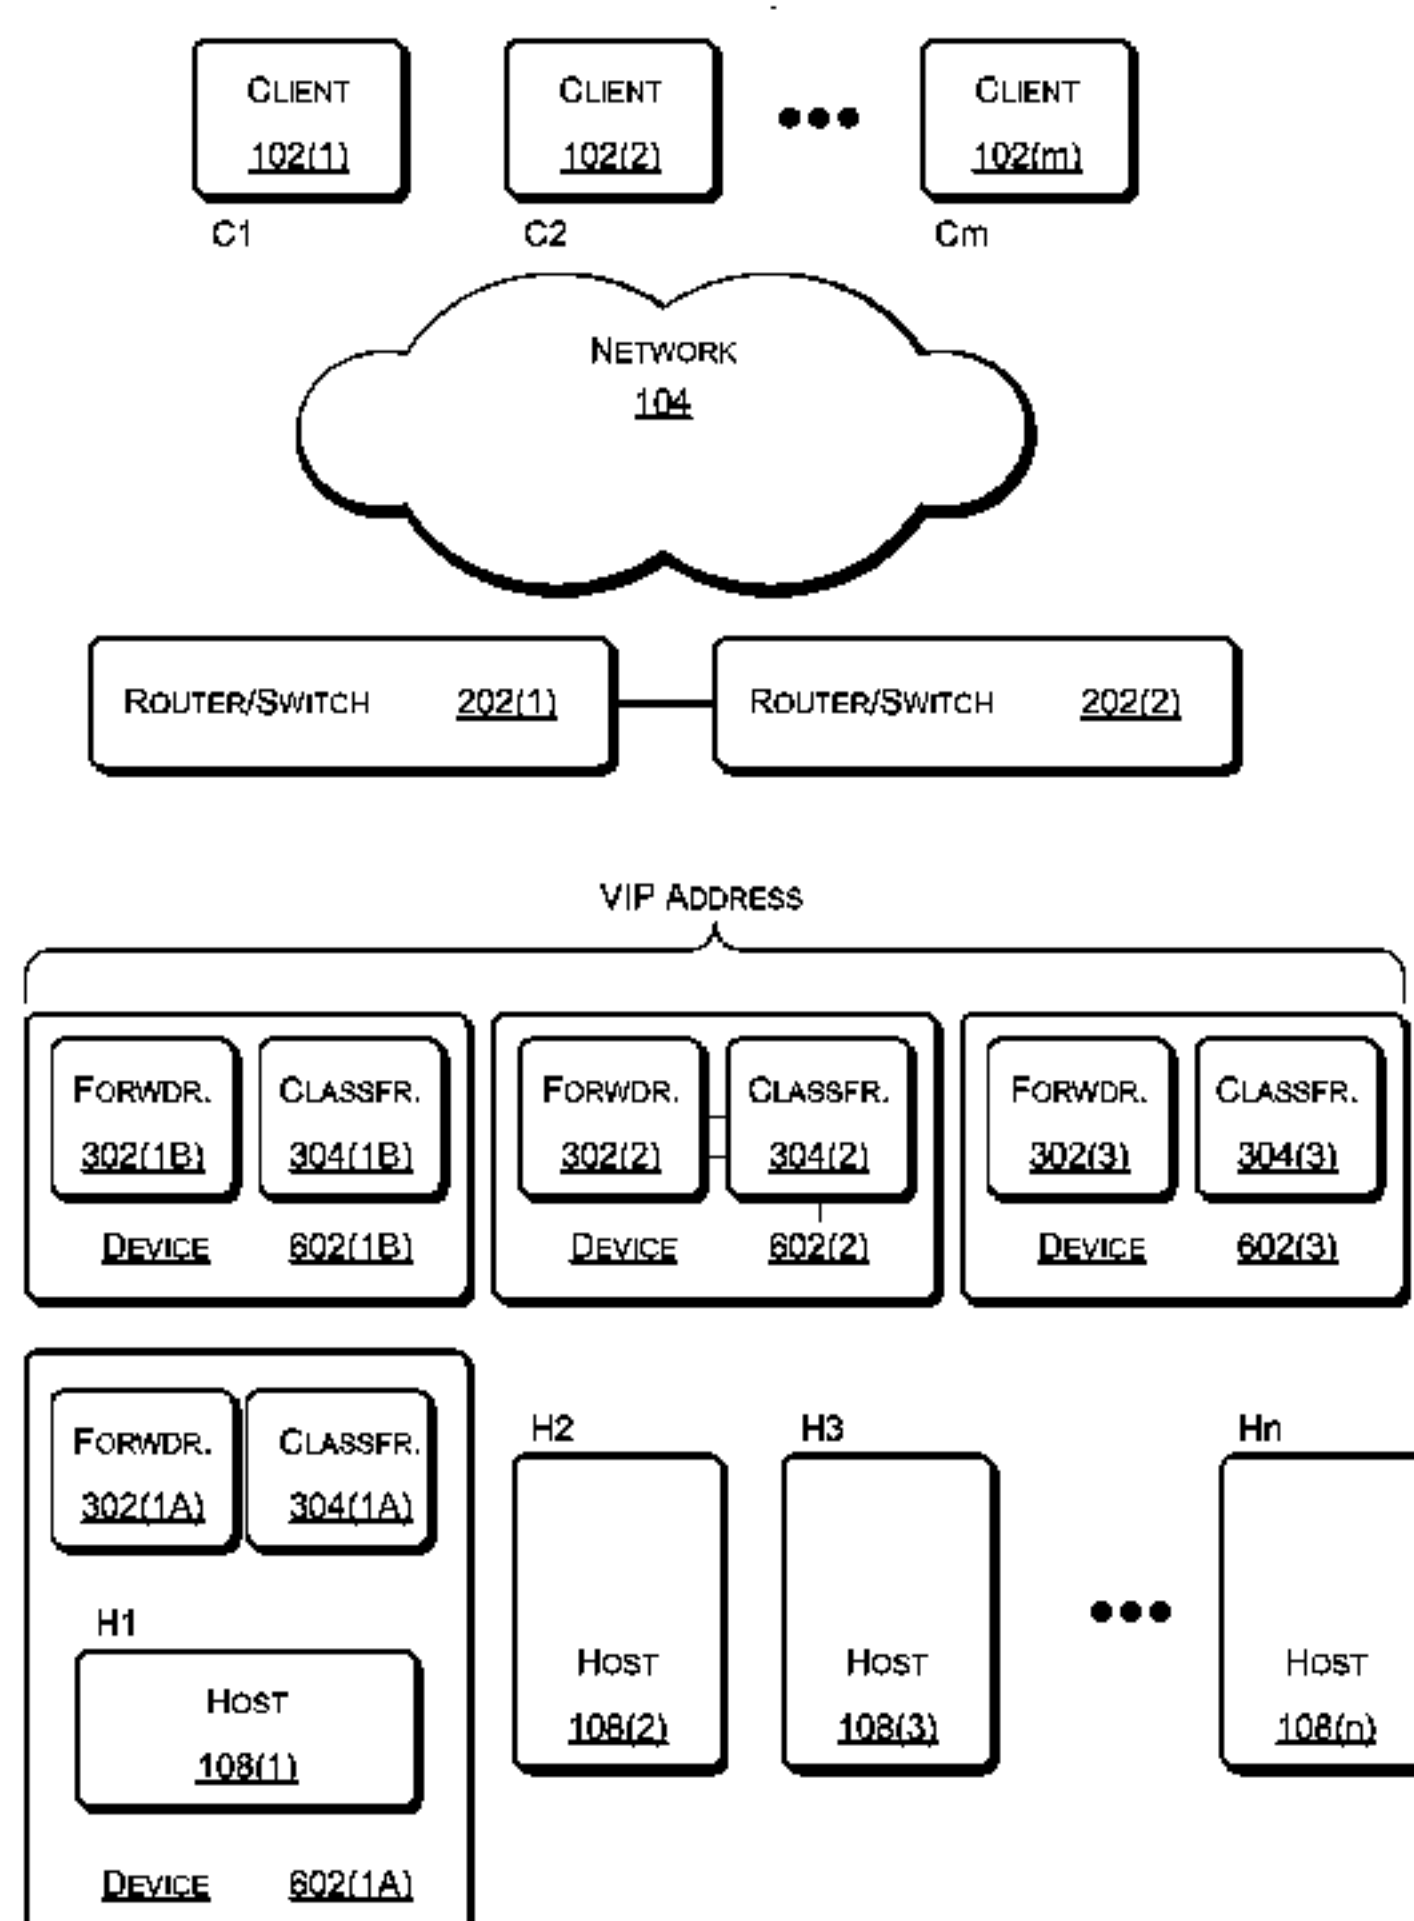 CLIENT CLIENT CLIENT
102(1) 102(2) ••• 102(m)
C1 C2 Cm
NETWORK
104
ROUTER/SWITCH 202(1) ROUTER/SWITCH 202(2)
VIP ADDRESS
FORWDR. CLASSFR. FORWDR. CLASSFR. FORWDR. CLASSFR.
302(1B) 304(1B) 302(2) 304(2) 302(3) 304(3)
DEVICE 602(1B) DEVICE 602(2) DEVICE 602(3)
FORWDR. CLASSFR. H2 H3 Hn
302(1A) 304(1A)
H1 •••
HOST HOST HOST HOST
108(1) 108(2) 108(3) 108(n)
DEVICE 602(1A)